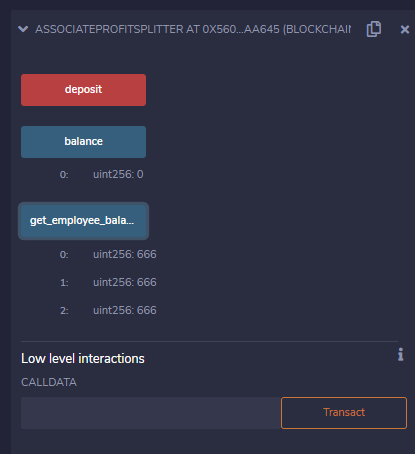 ASSOCIATEPROFITSPLITTER AT 0X560...AA645 (BLOCKCHAIN
deposit
balance
0: uint256: 0
get_employee_bala...
0: uint256: 666
1: uint256: 666
2: uint256: 666
Low level interactions
CALLDATA
Transact